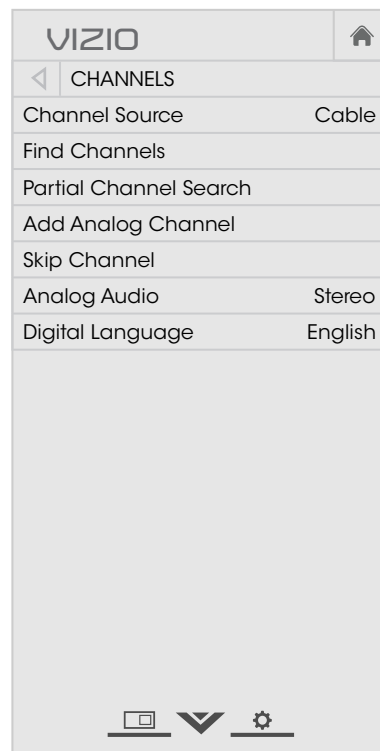 VIZIO
CHANNELS
Channel Source Cable
Find Channels
Partial Channel Search
Add Analog Channel
Skip Channel
Analog Audio Stereo
Digital Language English